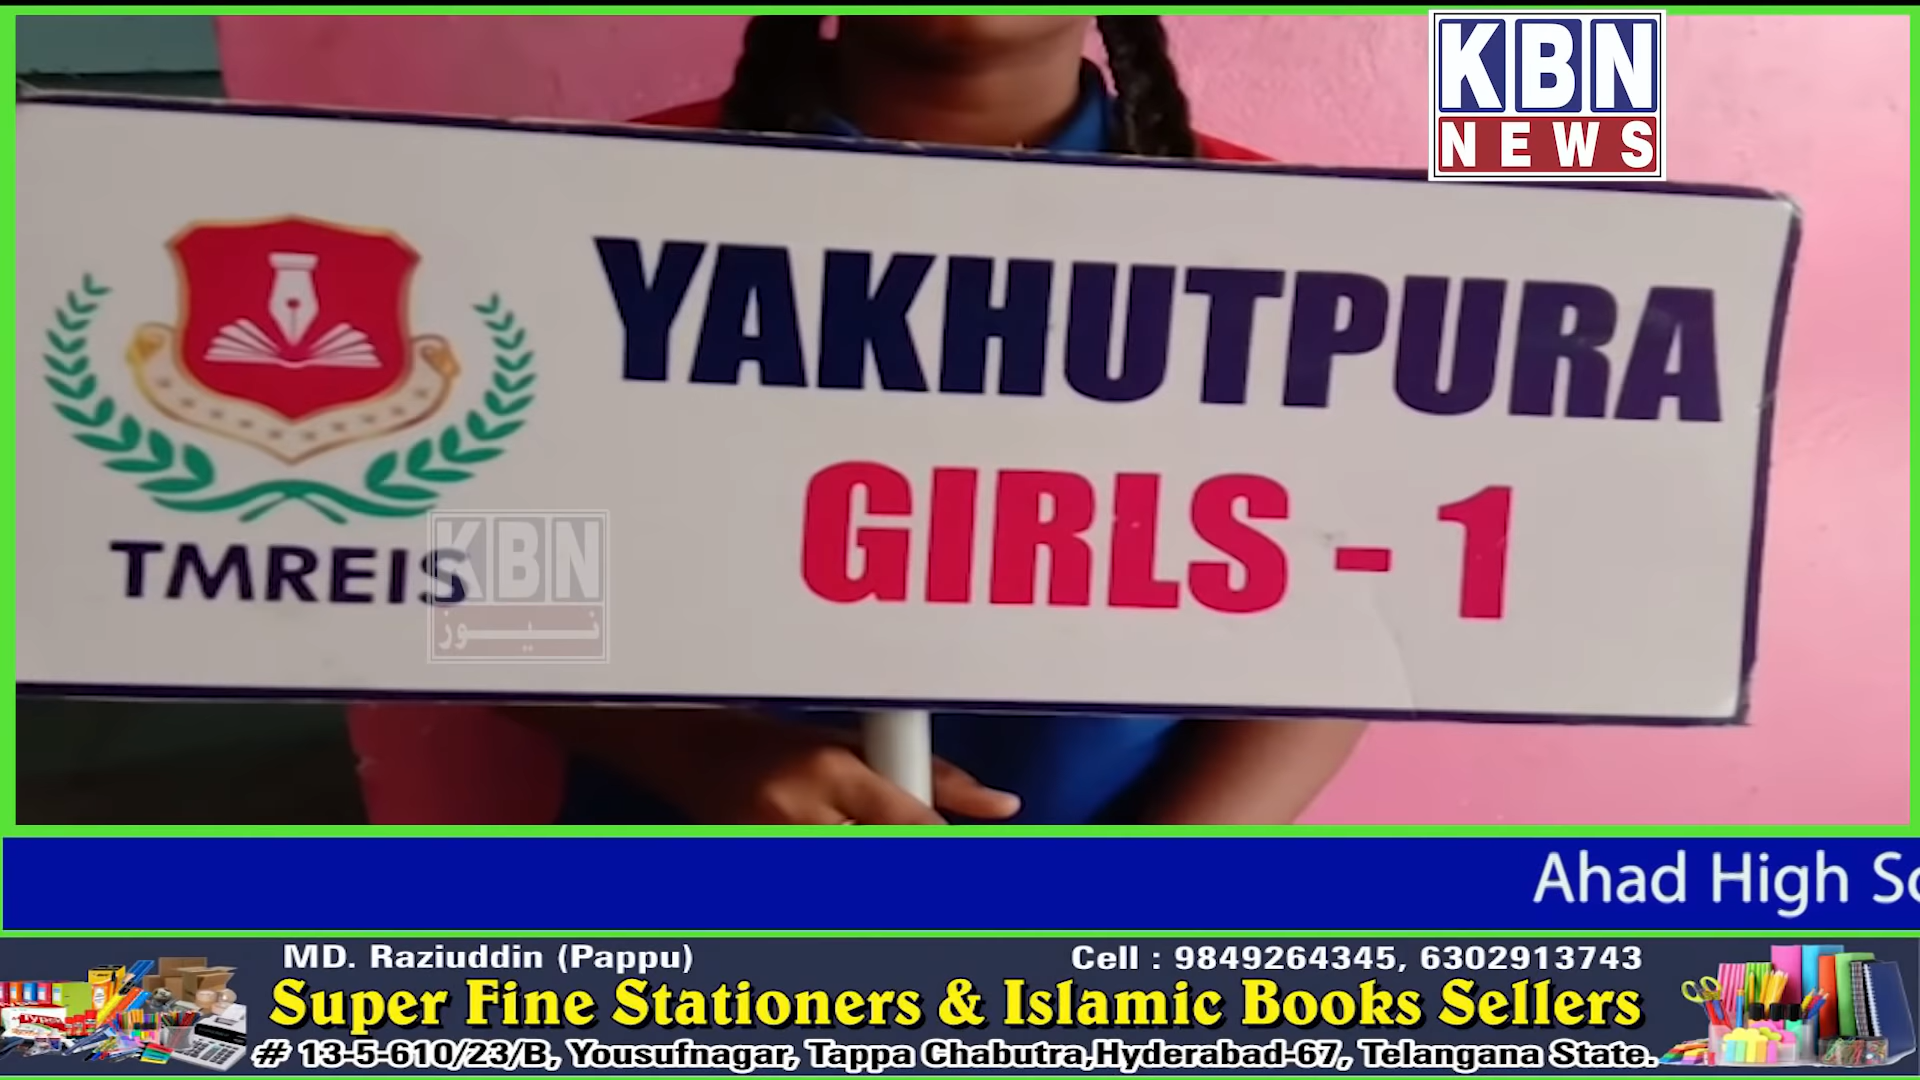 KBN
NEWS
YAKHUTPURA
GIRLS - 1
TMREIS
KBN
نیوز
Ahad High
MD. Raziuddin (Pappu)
Cell : 9849264345, 6302913743
Super Fine Stationers & Islamic Books Sellers
# 13-5-610/23/B, Yousufnagar, Tappa Chabutra,Hyderabad-67, Telangana State.